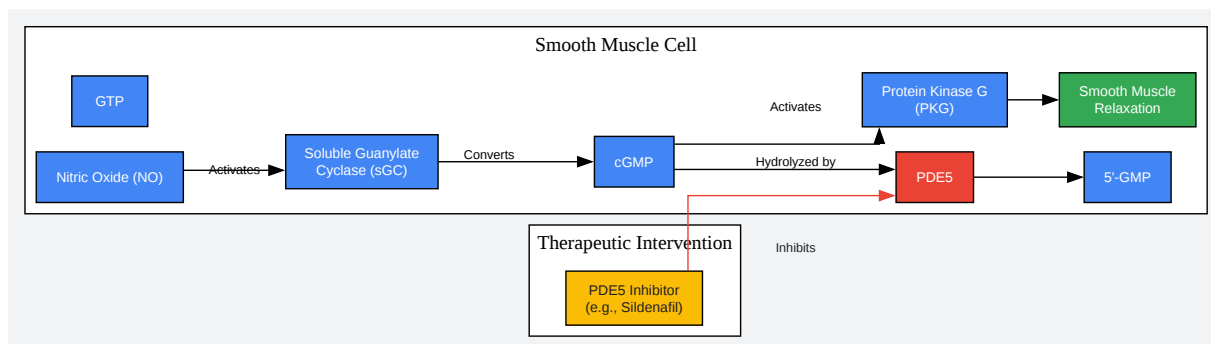 Smooth Muscle Cell
GTP
Nitric Oxide (NO)
Activates
Soluble Guanylate
Cyclase (sGC)
Converts
cGMP
Activates
Hydrolyzed by
Protein Kinase G
(PKG)
Smooth Muscle
Relaxation
PDE5
5'-GMP
Therapeutic Intervention
Inhibits
PDE5 Inhibitor
(e.g., Sildenafil)